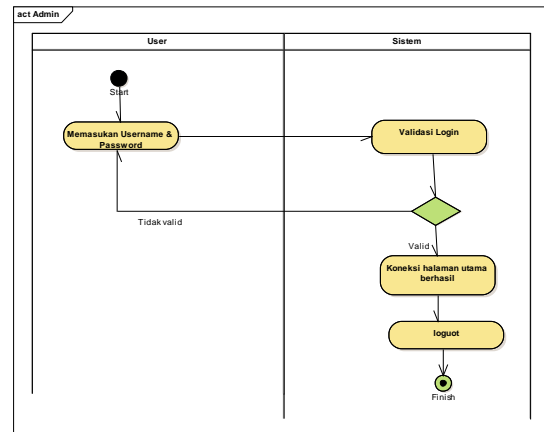 act Admin
User
Sistem
Start
Memasukan Username &
Password
Validasi Login
Tidak valid
Valid
Koneksi halaman utama
berhasil
loguot
Finish